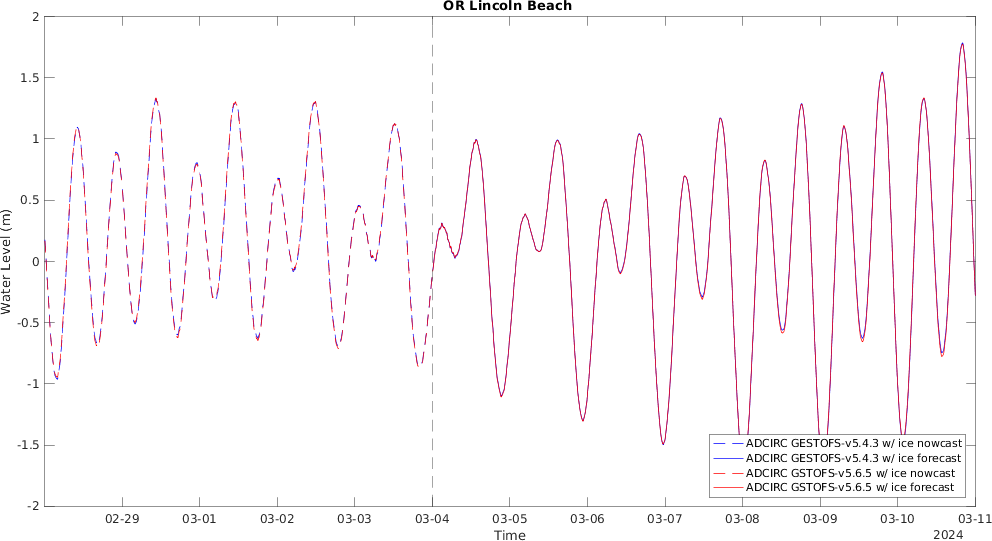 OR Lincoln Beach
2
1.5
1
0.5
0
-0.5
-1
-1.5
-2
Water Level (m)
ADCIRC GESTOFS-v5.4.3 w/ ice nowcast
ADCIRC GESTOFS-v5.4.3 w/ ice forecast
ADCIRC GSTOFS-v5.6.5 w/ ice nowcast
ADCIRC GSTOFS-v5.6.5 w/ ice forecast
02-29 03-01 03-02 03-03 03-04 03-05 03-06 03-07 03-08 03-09 03-10 03-11
Time
2024